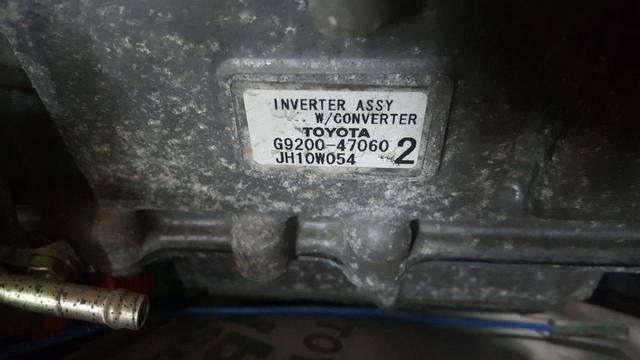 INVERTER ASSY
W/CONVERTER
TOYOTA
G9200-47060 2
JH10W054